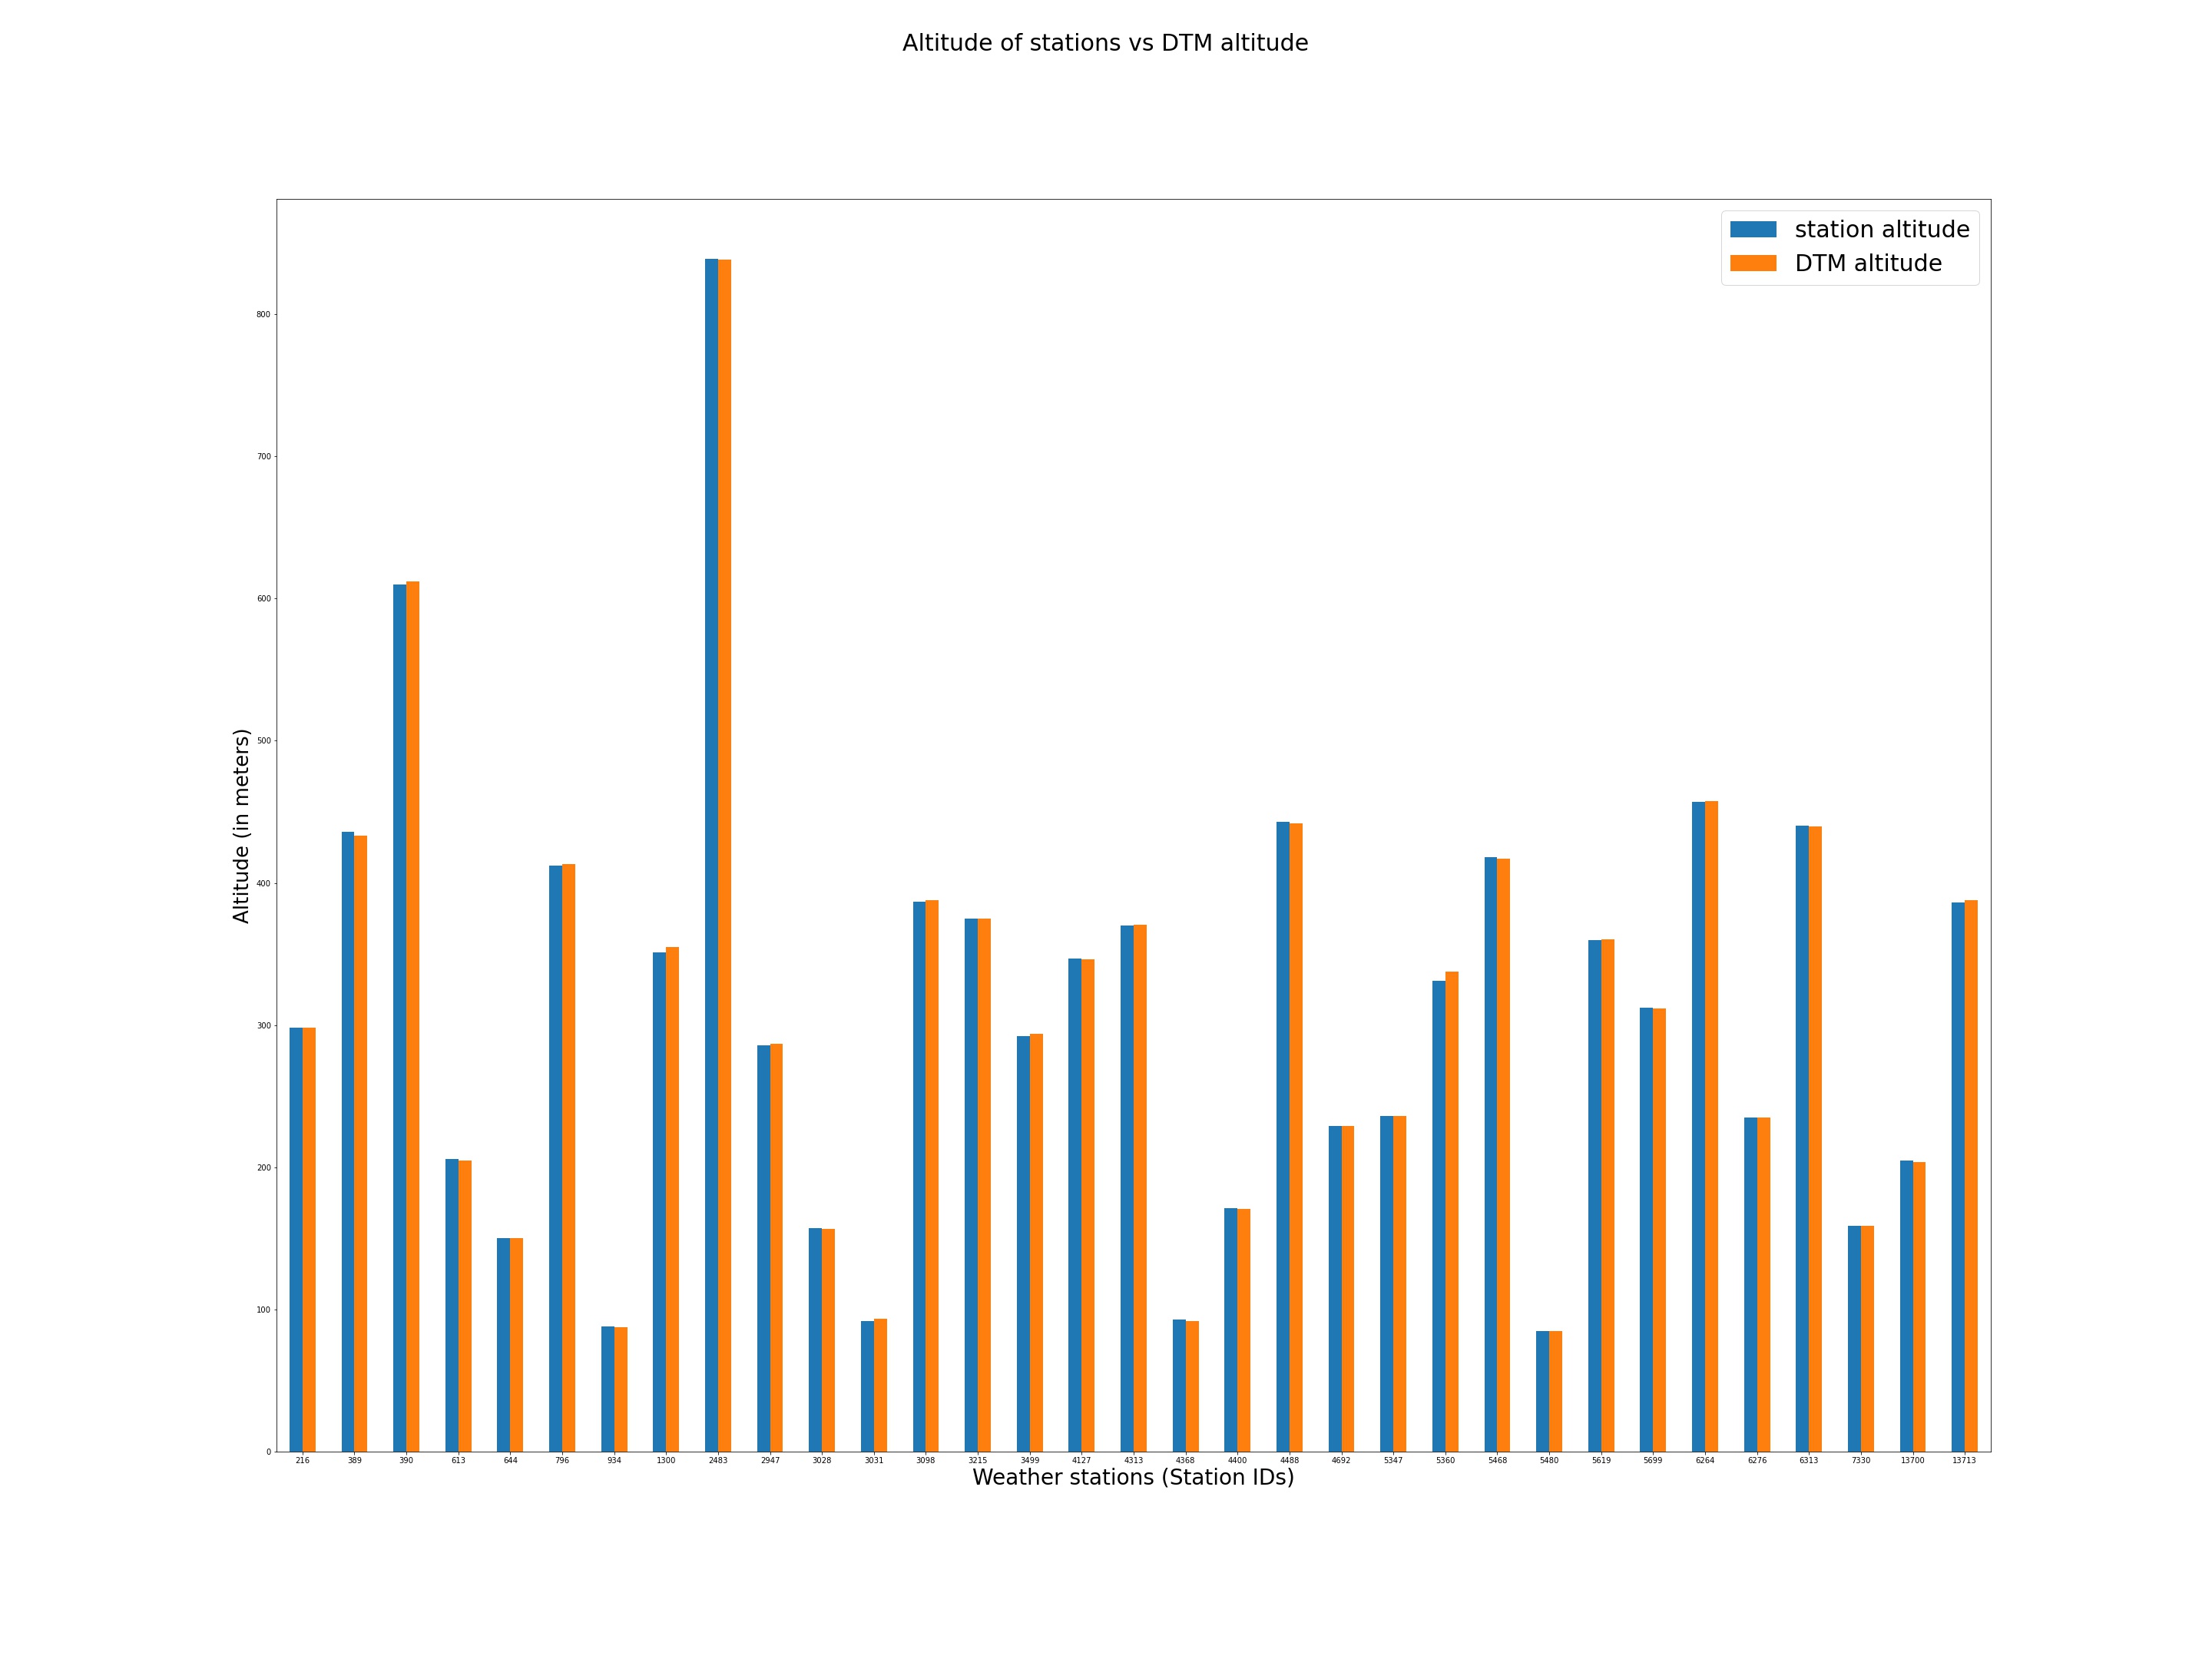 Altitude of stations vs DTM altitude
station altitude
DTM altitude
800
700
600
500
400
300
200
100
0
Altitude (in meters)
216 389 390 613 644 796 934 1300 2483 2947 3028 3031 3098 3215 3499 4127 4313 4368 4400 4488 4692 5347 5360 5468 5480 5619 5699 6264 6276 6313 7330 13700 13713
Weather stations (Station IDs)